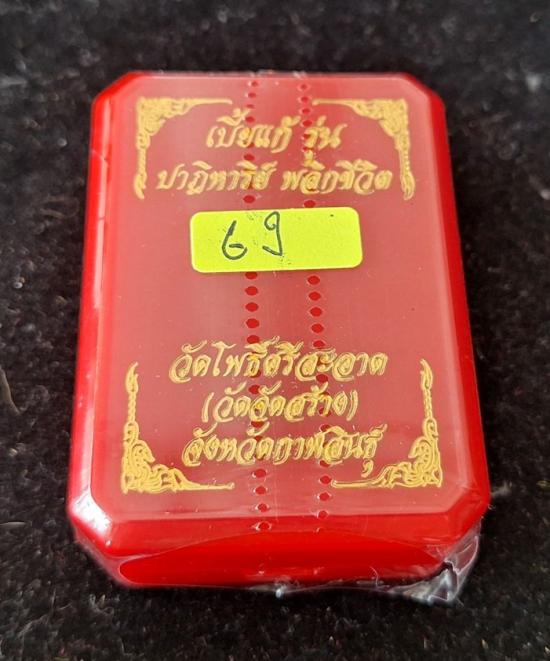 เบี้ยแก้ รุ่น
ปาฏิหาริย์ พลิกชีวิต
69
วัดโพธิ์ศรีสะอาด
(วัดจัดสร้าง)
จังหวัดกาฬสินธุ์